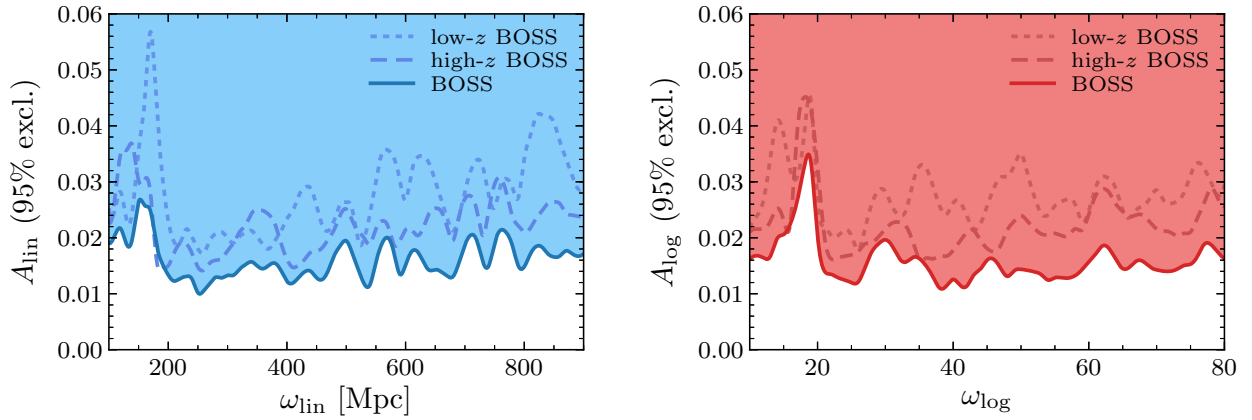 0.06
0.05
0.04
0.03
0.02
0.01
0.00
A_lin (95% excl.)
low-z BOSS
high-z BOSS
BOSS
200 400 600 800
ω_lin [Mpc]
0.06
0.05
0.04
0.03
0.02
0.01
0.00
A_log (95% excl.)
low-z BOSS
high-z BOSS
BOSS
20 40 60 80
ω_log